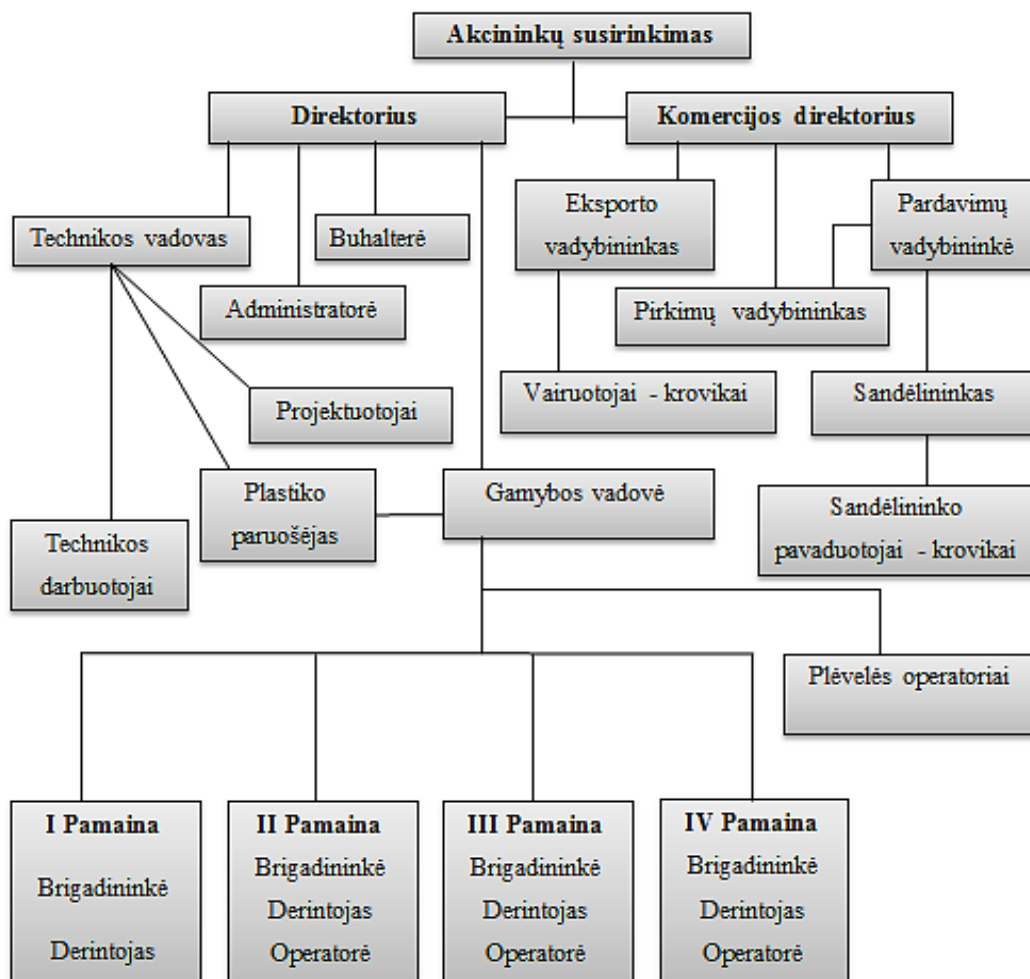 Akcininkų susirinkimas
Direktorius
Komercijos direktorius
Technikos vadovas
Buhalterė
Administratorė
Eksporto
vadybininkas
Pardavimų
vadybininkė
Pirkimų vadybininkas
Projektuotojai
Vairuotojai - krovikai
Sandėlininkas
Plastiko
paruošėjas
Gamybos vadovė
Sandėlininko
pavaduotojai - krovikai
Technikos
darbuotojai
Plėvelės operatoriai
I Pamaina
Brigadininkė
Derintojas
II Pamaina
Brigadininkė
Derintojas
Operatorė
III Pamaina
Brigadininkė
Derintojas
Operatorė
IV Pamaina
Brigadininkė
Derintojas
Operatorė